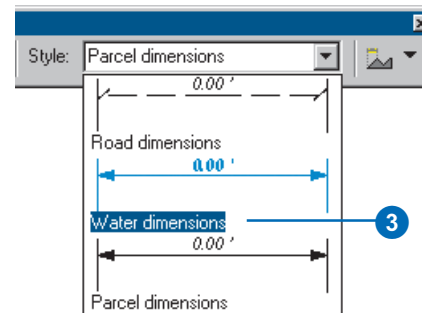 Style: Parcel dimensions
0.00 '
Road dimensions
0.00 '
Water dimensions
3
0.00 '
Parcel dimensions